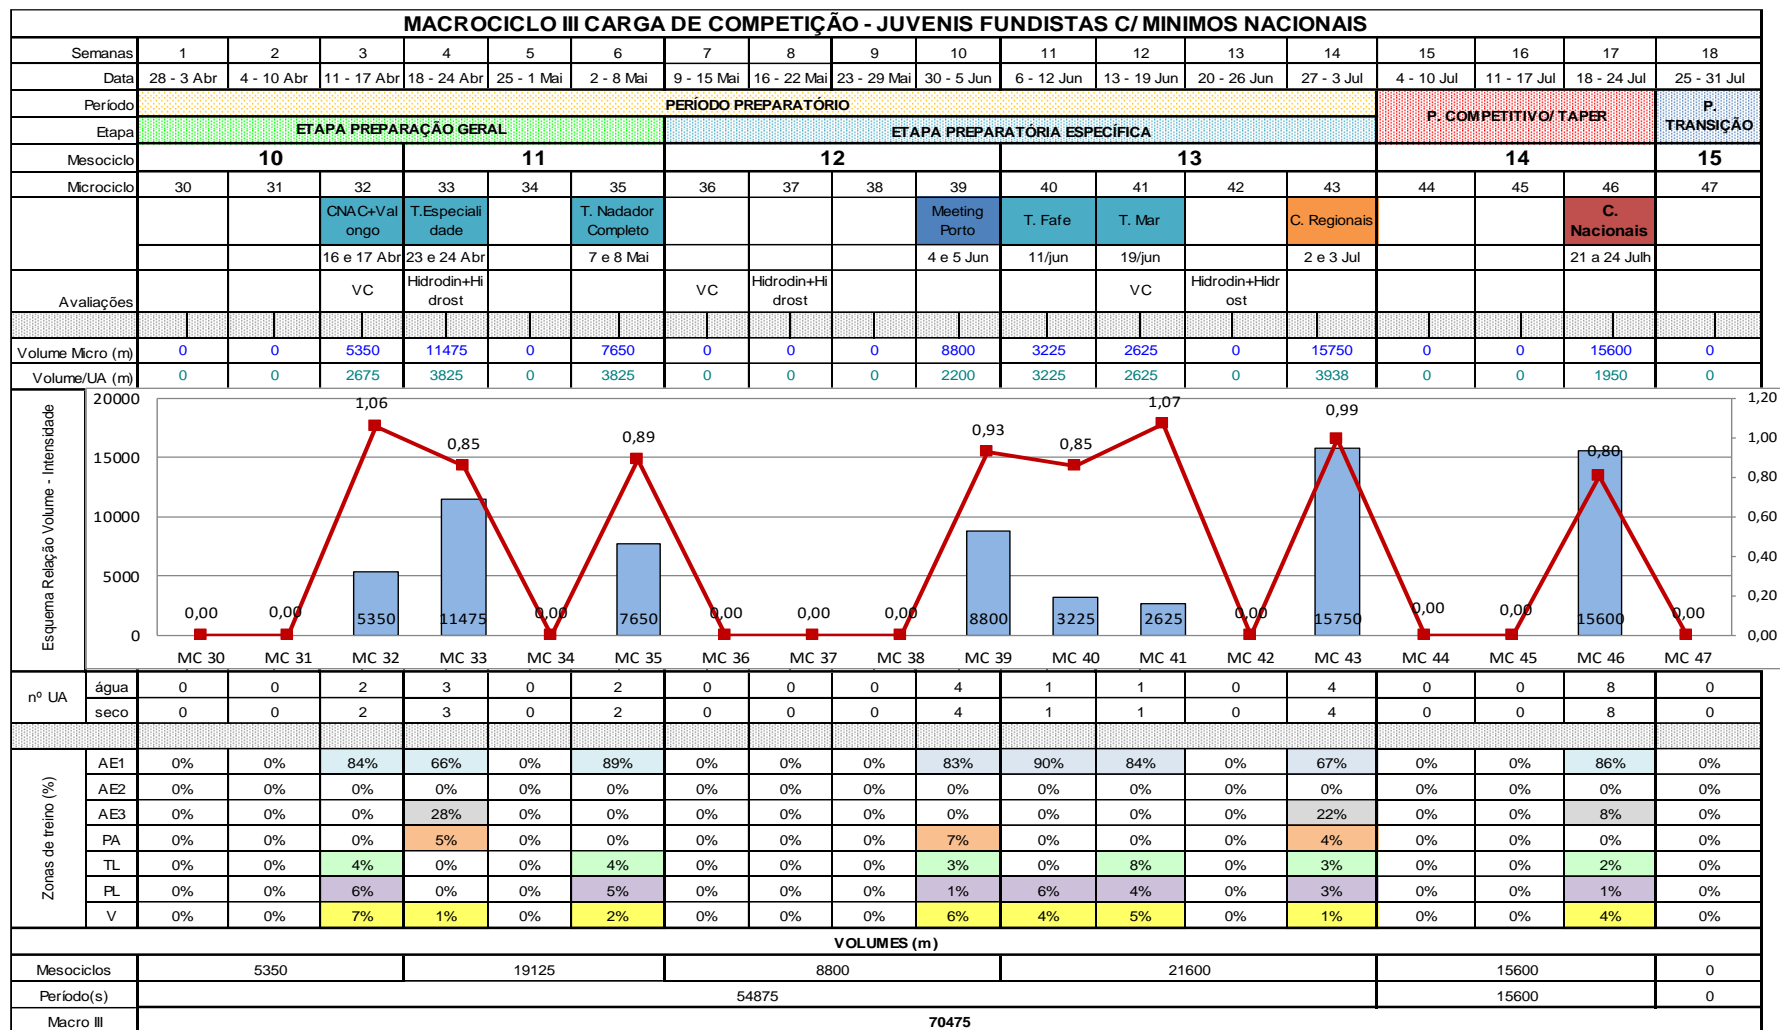 MACROCICLO III CARGA DE COMPETIÇÃO - JUVENIS FUNDISTAS C/ MINIMOS NACIONAIS
Semanas 1 2 3 4 5 6 7 8 9 10 11 12 13 14 15 16 17 18
Data 28 - 3 Abr 4 - 10 Abr 11 - 17 Abr 18 - 24 Abr 25 - 1 Mai 2 - 8 Mai 9 - 15 Mai 16 - 22 Mai 23 - 29 Mai 30 - 5 Jun 6 - 12 Jun 13 - 19 Jun 20 - 26 Jun 27 - 3 Jul 4 - 10 Jul 11 - 17 Jul 18 - 24 Jul 25 - 31 Jul
Período PERÍODO PREPARATÓRIO P. COMPETITIVO/ TAPER P. TRANSIÇÃO
Etapa ETAPA PREPARAÇÃO GERAL ETAPA PREPARATÓRIA ESPECÍFICA
Mesociclo 10 11 12 13 14 15
Microciclo 30 31 32 33 34 35 36 37 38 39 40 41 42 43 44 45 46 47
CNAC+Val T.Especiali T. Nadador Meeting T. Fafe T. Mar C. Regionais C.
ongo dade Completo Porto Nacionais
16 e 17 Abr 23 e 24 Abr 7 e 8 Mai 4 e 5 Jun 11/jun 19/jun 2 e 3 Jul 21 a 24 Julh
Avaliações VC Hidrodin+Hi VC Hidrodin+Hi VC Hidrodin+Hidr
drost drost ost
Volume Micro (m) 0 0 5350 11475 0 7650 0 0 0 8800 3225 2625 0 15750 0 0 15600 0
Volume/UA (m) 0 0 2675 3825 0 3825 0 0 0 2200 3225 2625 0 3938 0 0 1950 0
Esquema Relação Volume - Intensidade
20000 1,20
15000 1,00
10000 0,80
5000 0,60
0 0,40
0,20
0,00
0,00 0,00 1,06 0,85 0,00 0,89 0,00 0,00 0,00 0,93 0,85 1,07 0,00 0,99 0,00 0,00 0,80 0,00
5350 11475 7650 8800 3225 2625 15750 15600
MC 30 MC 31 MC 32 MC 33 MC 34 MC 35 MC 36 MC 37 MC 38 MC 39 MC 40 MC 41 MC 42 MC 43 MC 44 MC 45 MC 46 MC 47
nº UA
água 0 0 2 3 0 2 0 0 0 4 1 1 0 4 0 0 8 0
seco 0 0 2 3 0 2 0 0 0 4 1 1 0 4 0 0 8 0
Zonas de treino (%)
AE1 0% 0% 84% 66% 0% 89% 0% 0% 0% 83% 90% 84% 0% 67% 0% 0% 86% 0%
AE2 0% 0% 0% 0% 0% 0% 0% 0% 0% 0% 0% 0% 0% 0% 0% 0% 0% 0%
AE3 0% 0% 0% 28% 0% 0% 0% 0% 0% 0% 0% 0% 0% 22% 0% 0% 8% 0%
PA 0% 0% 0% 5% 0% 0% 0% 0% 0% 7% 0% 0% 0% 4% 0% 0% 0% 0%
TL 0% 0% 4% 0% 0% 4% 0% 0% 0% 3% 0% 8% 0% 3% 0% 0% 2% 0%
PL 0% 0% 6% 0% 0% 5% 0% 0% 0% 1% 6% 4% 0% 3% 0% 0% 1% 0%
V 0% 0% 7% 1% 0% 2% 0% 0% 0% 6% 4% 5% 0% 1% 0% 0% 4% 0%
VOLUMES (m)
Mesociclos 5350 19125 8800 21600 15600 0
Período(s) 54875 15600 0
Macro III 70475